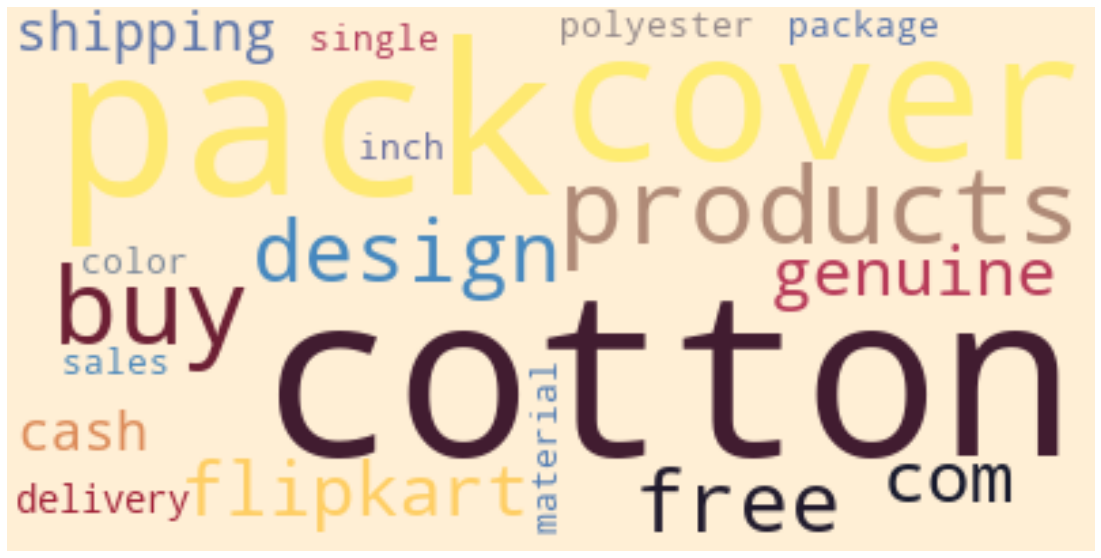 shipping
single
polyester
package
pack
cover
inch
products
design
color
genuine
buy
cotton
sales
material
cash
flipkart
com
free
delivery